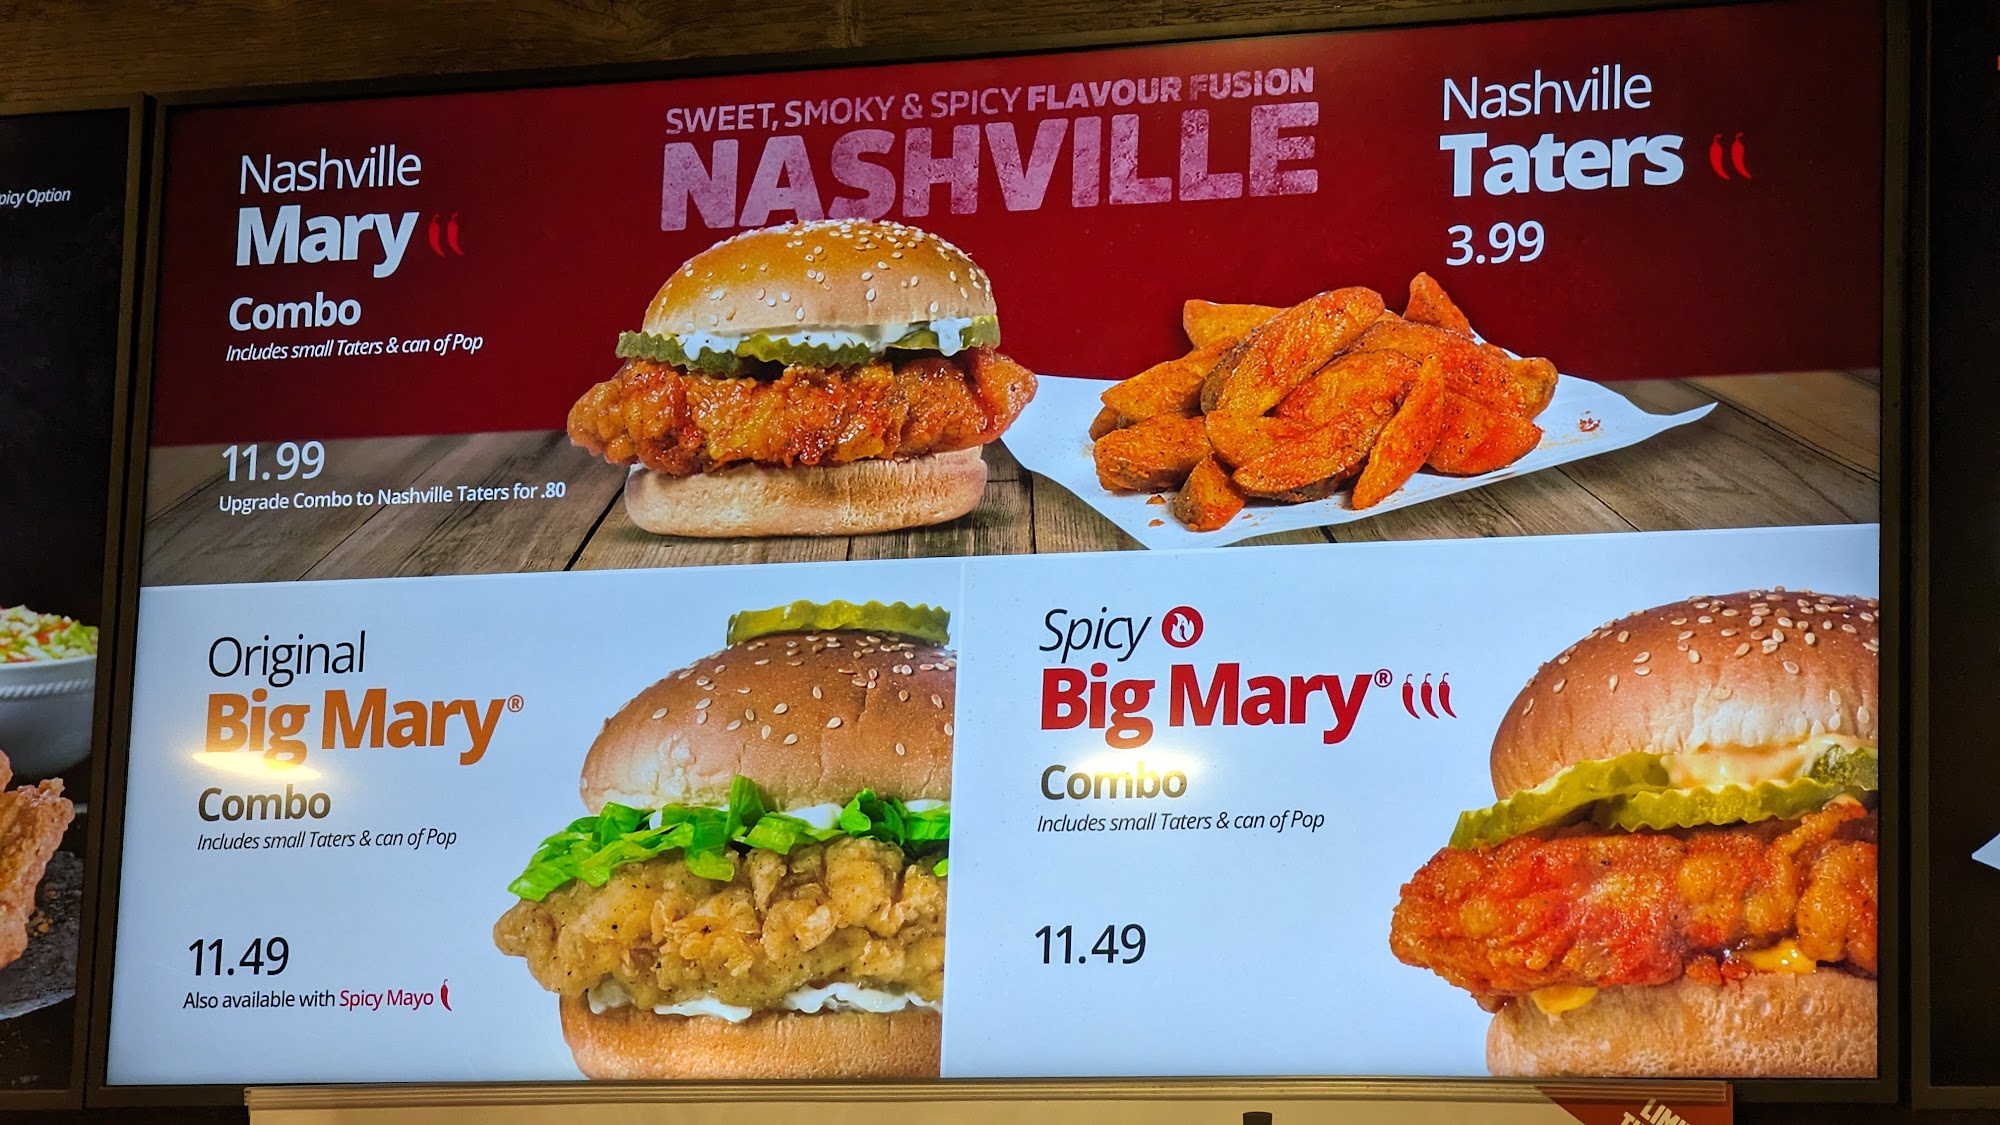 picy Option
SWEET, SMOKY & SPICY FLAVOUR FUSION
NASHVILLE
Nashville
Mary
Combo
Includes small Taters & can of Pop
11.99
Upgrade Combo to Nashville Taters for .80
Nashville
Taters
3.99
Original
Big Mary®
Combo
Includes small Taters & can of Pop
11.49
Also available with Spicy Mayo
Spicy
Big Mary®
Combo
Includes small Taters & can of Pop
11.49